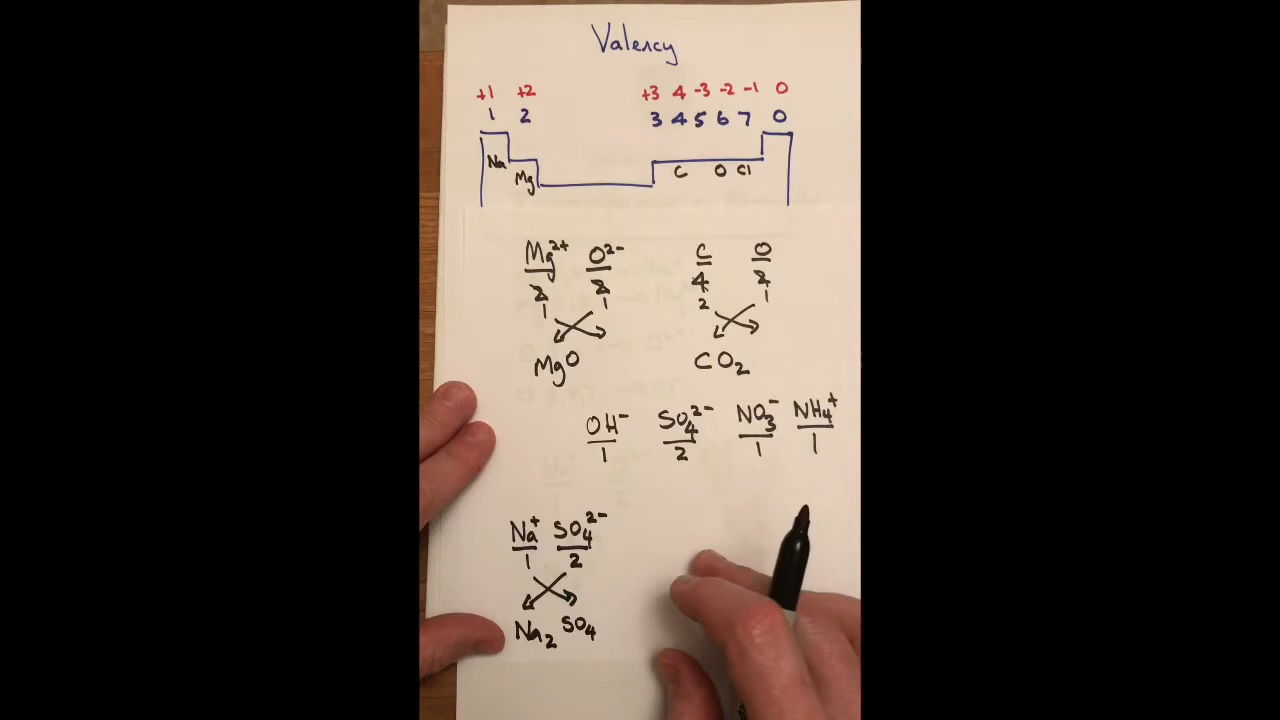 Valency
+1 +2 +3 4 -3 -2 -1 0
1 2 3 4 5 6 7 0
Na
Mg C O Cl
Mg²⁺ O²⁻ C O
2 2 4 2
1 1 2 1
MgO CO₂
OH⁻ SO₄²⁻ NO₃⁻ NH₄⁺
1 2 1 1
Na⁺ SO₄²⁻
1 2
Na₂ SO₄